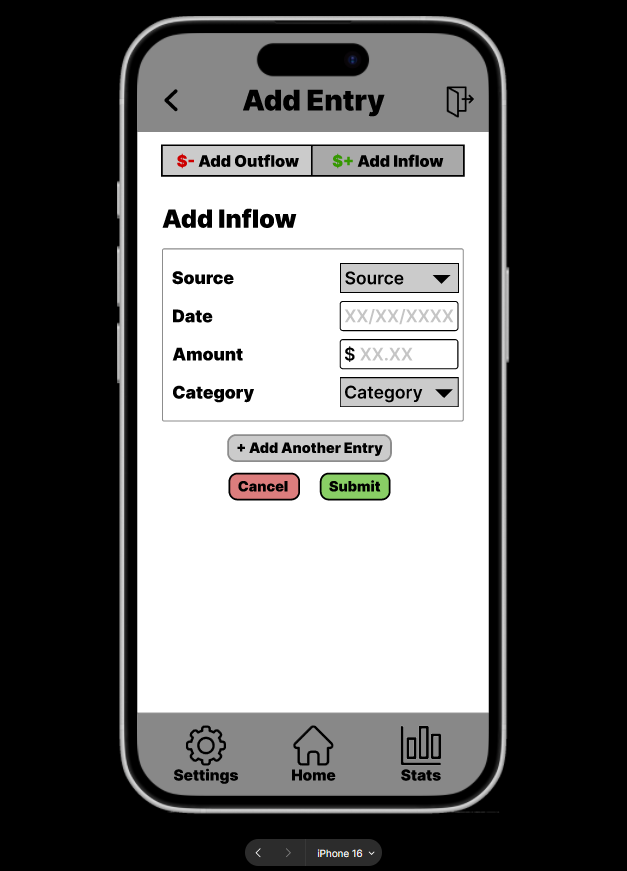 Add Entry
$- Add Outflow $+ Add Inflow
Add Inflow
Source Source
Date XX/XX/XXXX
Amount $ XX.XX
Category Category
+ Add Another Entry
Cancel Submit
Settings Home Stats
iPhone 16